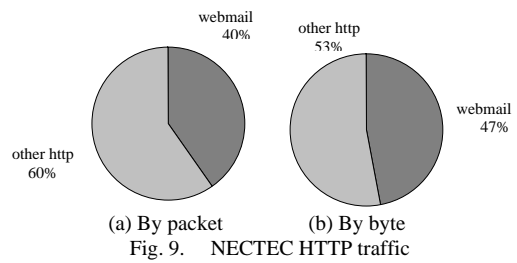 webmail
40%
other http
60%
(a) By packet
other http
53%
webmail
47%
(b) By byte
Fig. 9. NECTEC HTTP traffic